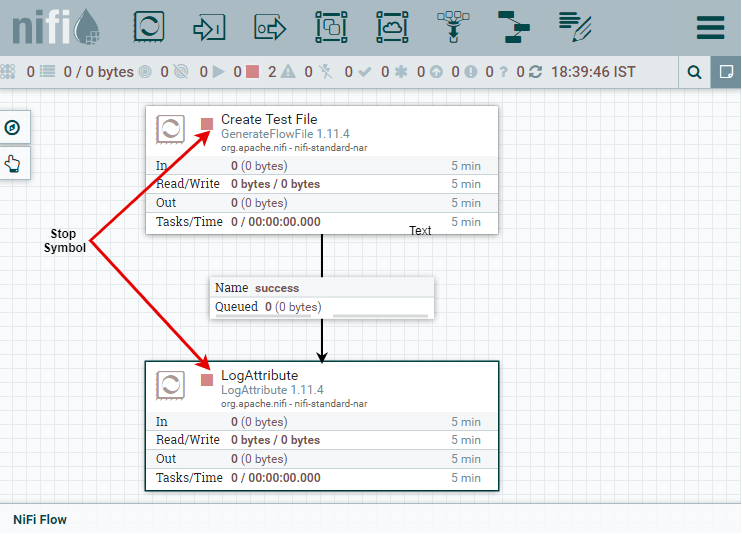 nifi
0 0 / 0 bytes 0 0 0 2 0 0 0 0 0 0 0 18:39:46 IST
Create Test File
GenerateFlowFile 1.11.4
org.apache.nifi - nifi-standard-nar
In 0 (0 bytes) 5 min
Read/Write 0 bytes / 0 bytes 5 min
Out 0 (0 bytes) 5 min
Tasks/Time 0 / 00:00:00.000 5 min
Text
Stop
Symbol
Name success
Queued 0 (0 bytes)
LogAttribute
LogAttribute 1.11.4
org.apache.nifi - nifi-standard-nar
In 0 (0 bytes) 5 min
Read/Write 0 bytes / 0 bytes 5 min
Out 0 (0 bytes) 5 min
Tasks/Time 0 / 00:00:00.000 5 min
NiFi Flow